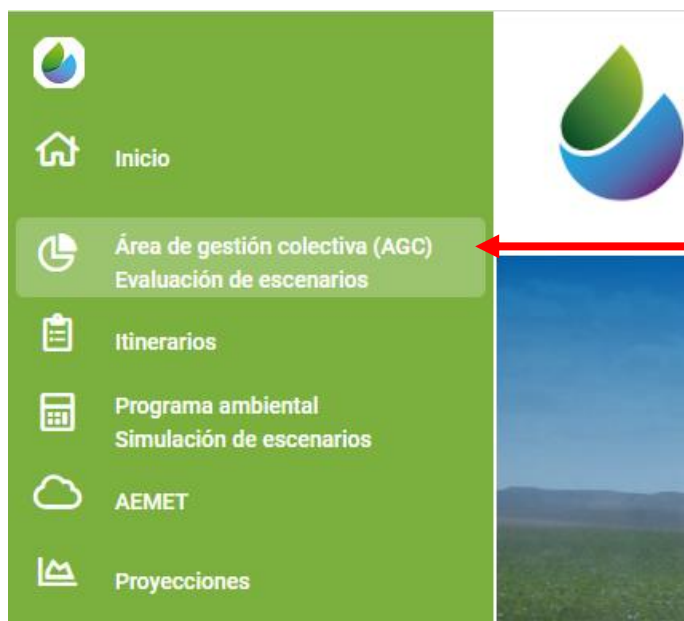 Inicio
Área de gestión colectiva (AGC)
Evaluación de escenarios
Itinerarios
Programa ambiental
Simulación de escenarios
AEMET
Proyecciones